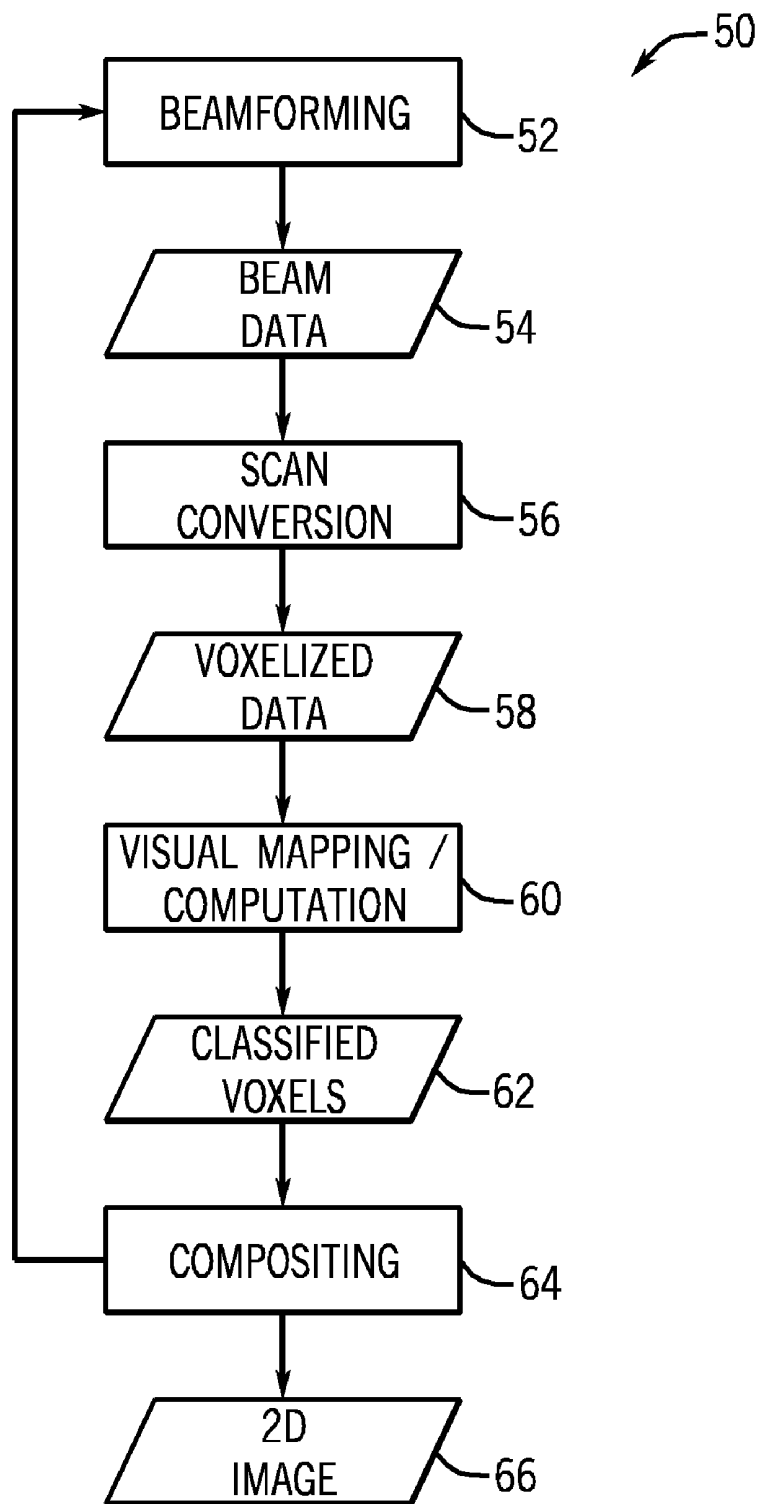 50
BEAMFORMING
52
BEAM
DATA
54
SCAN
CONVERSION
56
VOXELIZED
DATA
58
VISUAL MAPPING /
COMPUTATION
60
CLASSIFIED
VOXELS
62
COMPOSITING
64
2D
IMAGE
66